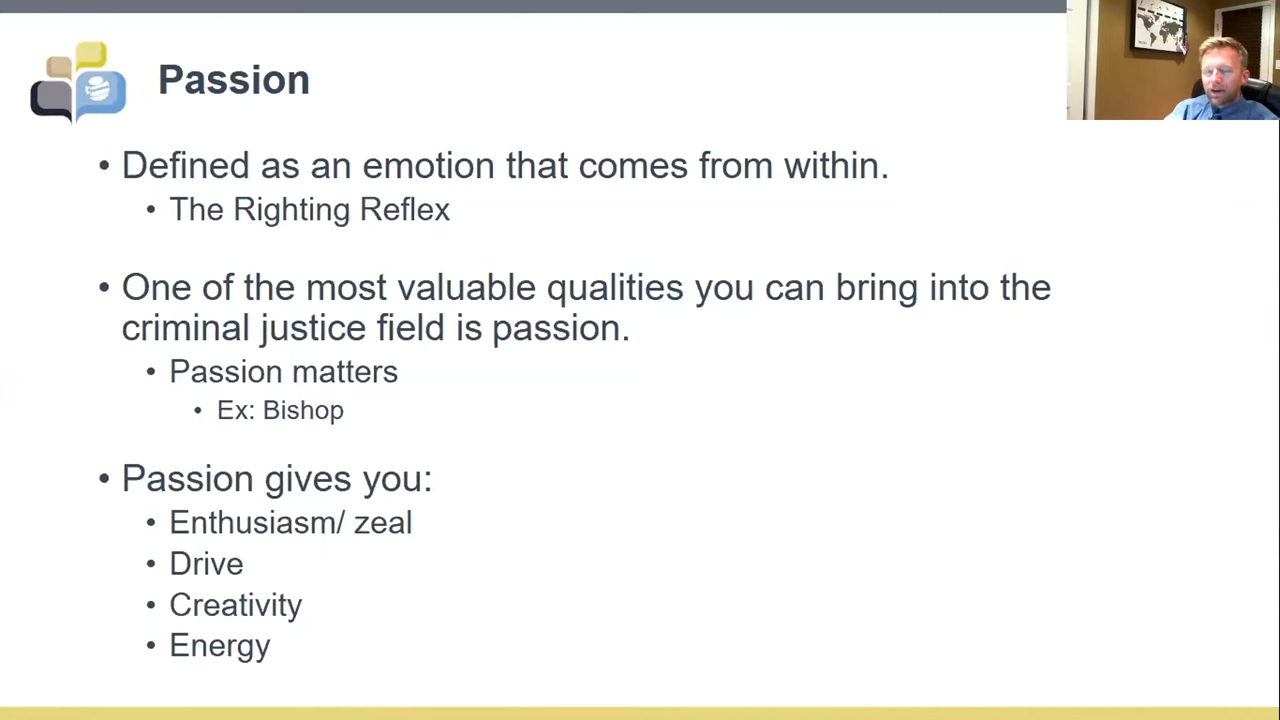 Passion
• Defined as an emotion that comes from within.
• The Righting Reflex
• One of the most valuable qualities you can bring into the
criminal justice field is passion.
• Passion matters
• Ex: Bishop
• Passion gives you:
• Enthusiasm/ zeal
• Drive
• Creativity
• Energy